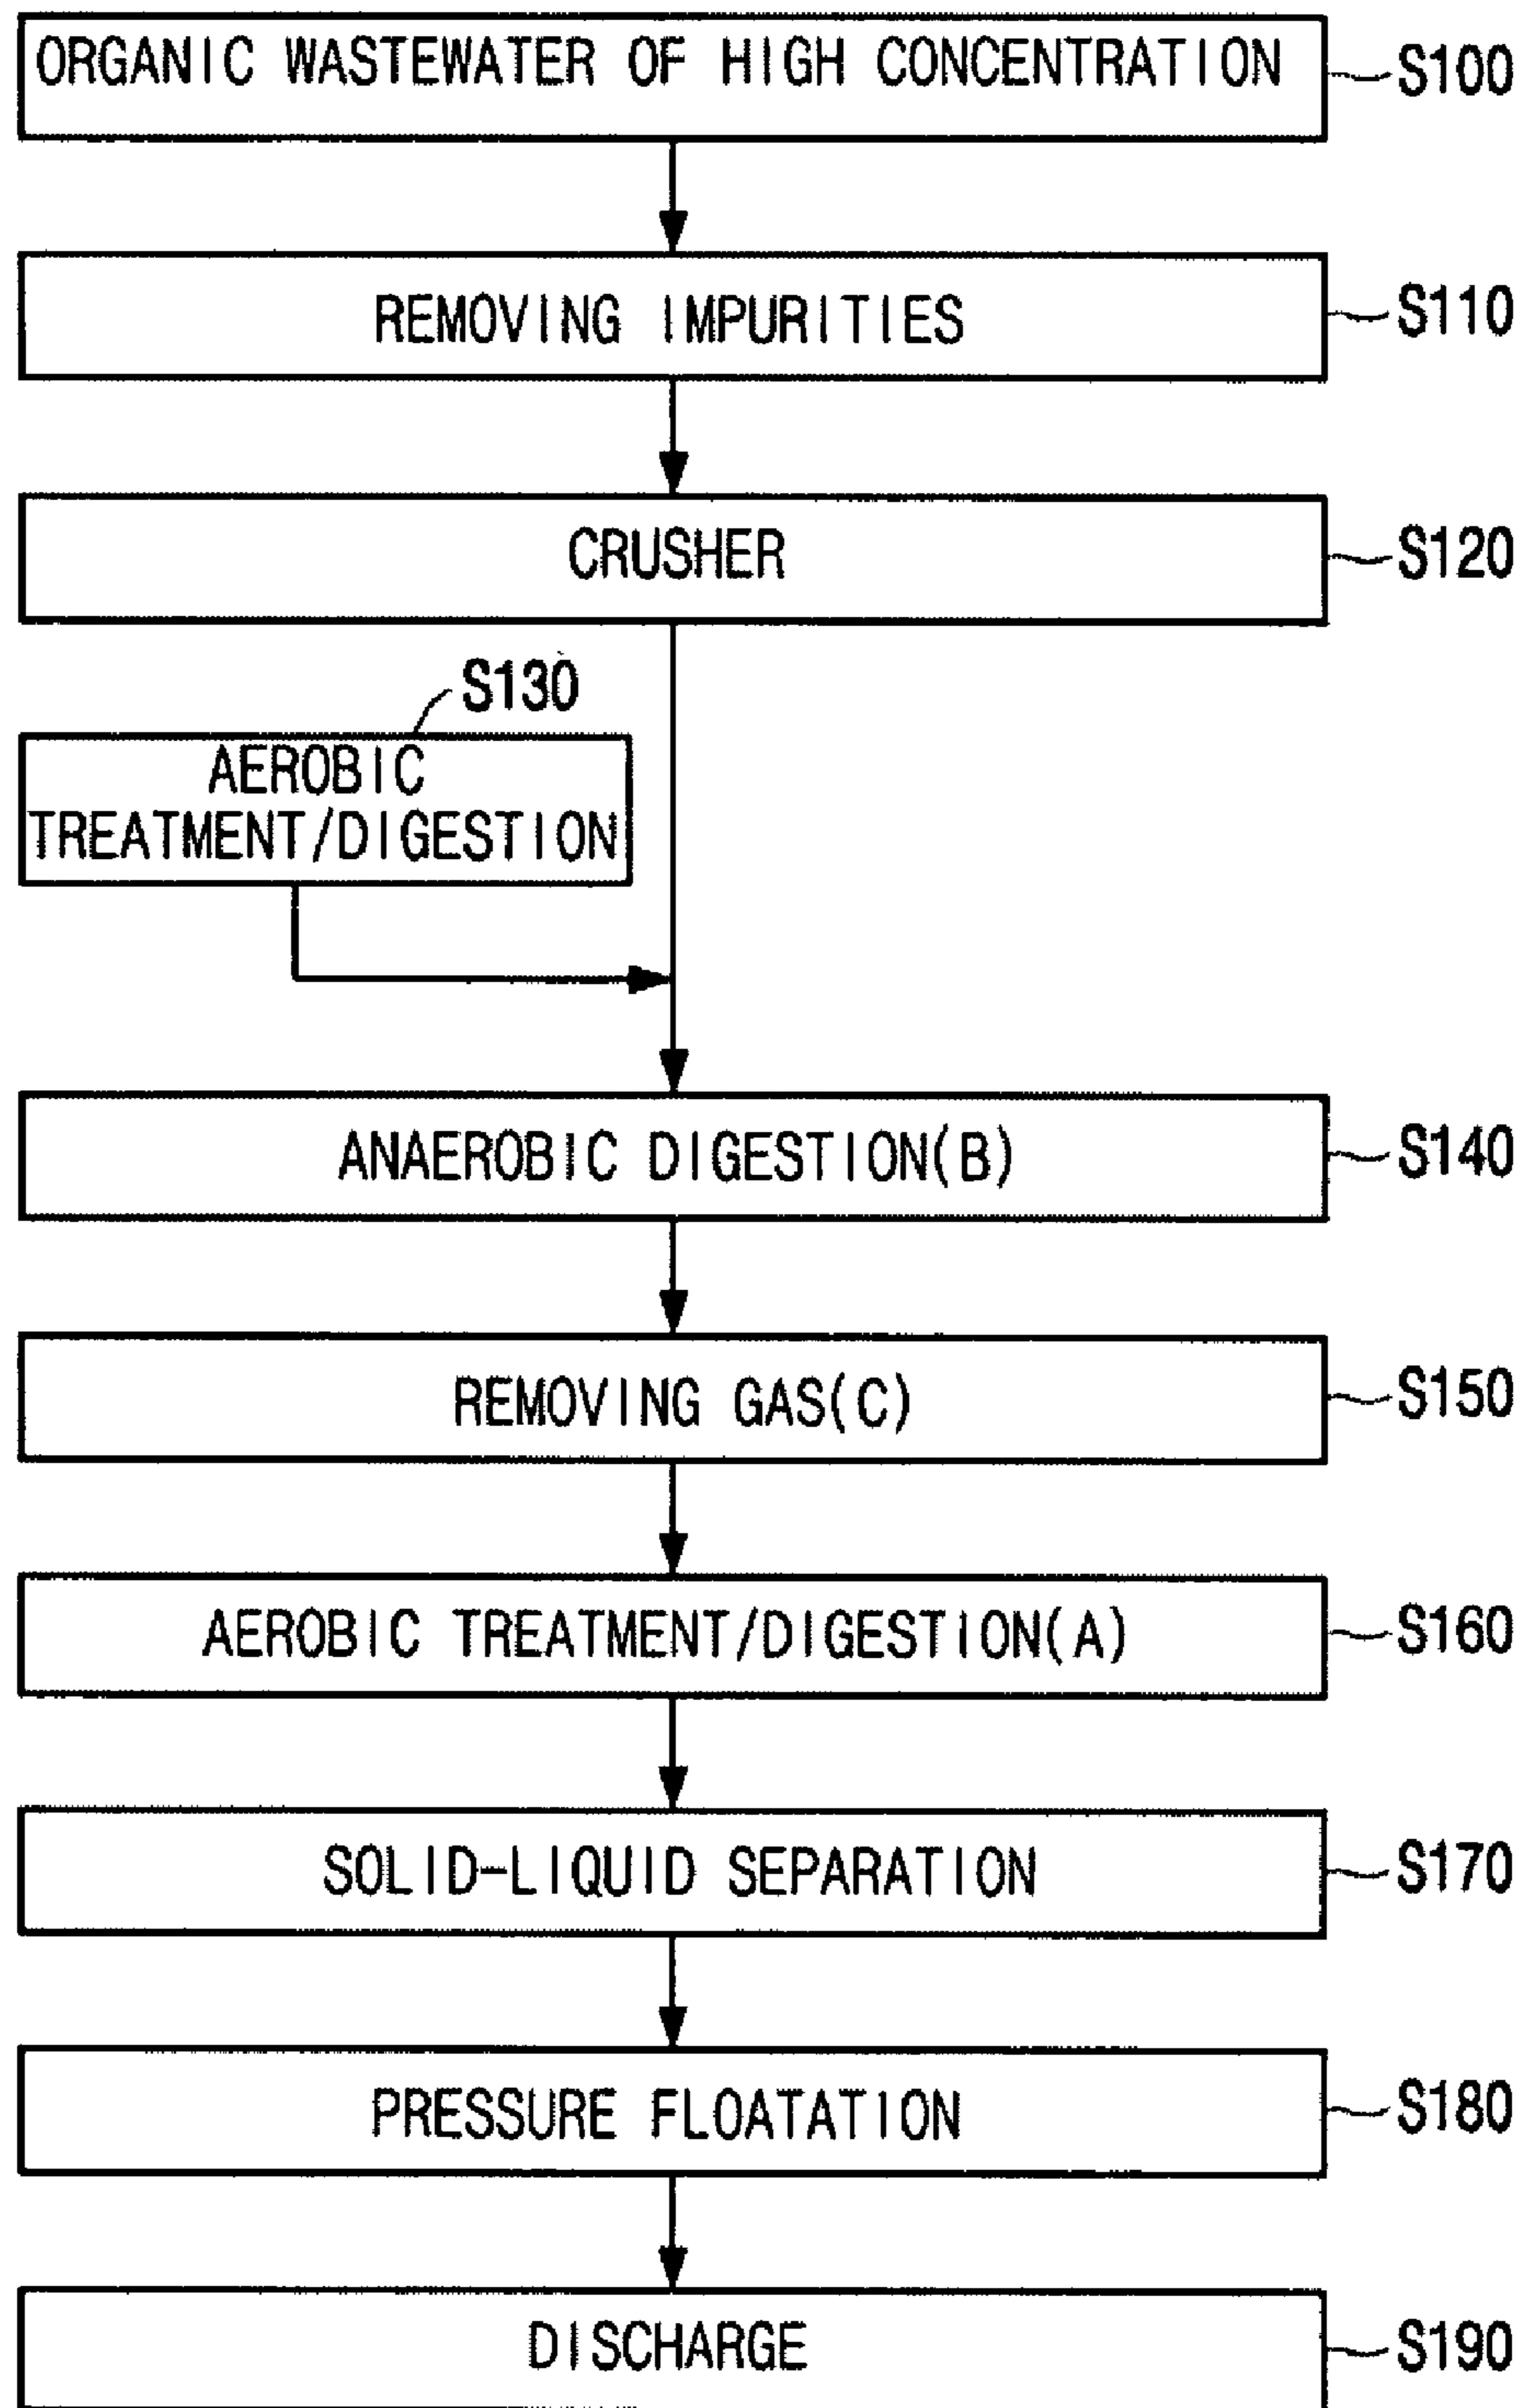 ORGANIC WASTEWATER OF HIGH CONCENTRATION
S100
REMOVING IMPURITIES
S110
CRUSHER
S120
S130
AEROBIC
TREATMENT/DIGESTION
ANAEROBIC DIGESTION(B)
S140
REMOVING GAS(C)
S150
AEROBIC TREATMENT/DIGESTION(A)
S160
SOLID-LIQUID SEPARATION
S170
PRESSURE FLOATATION
S180
DISCHARGE
S190